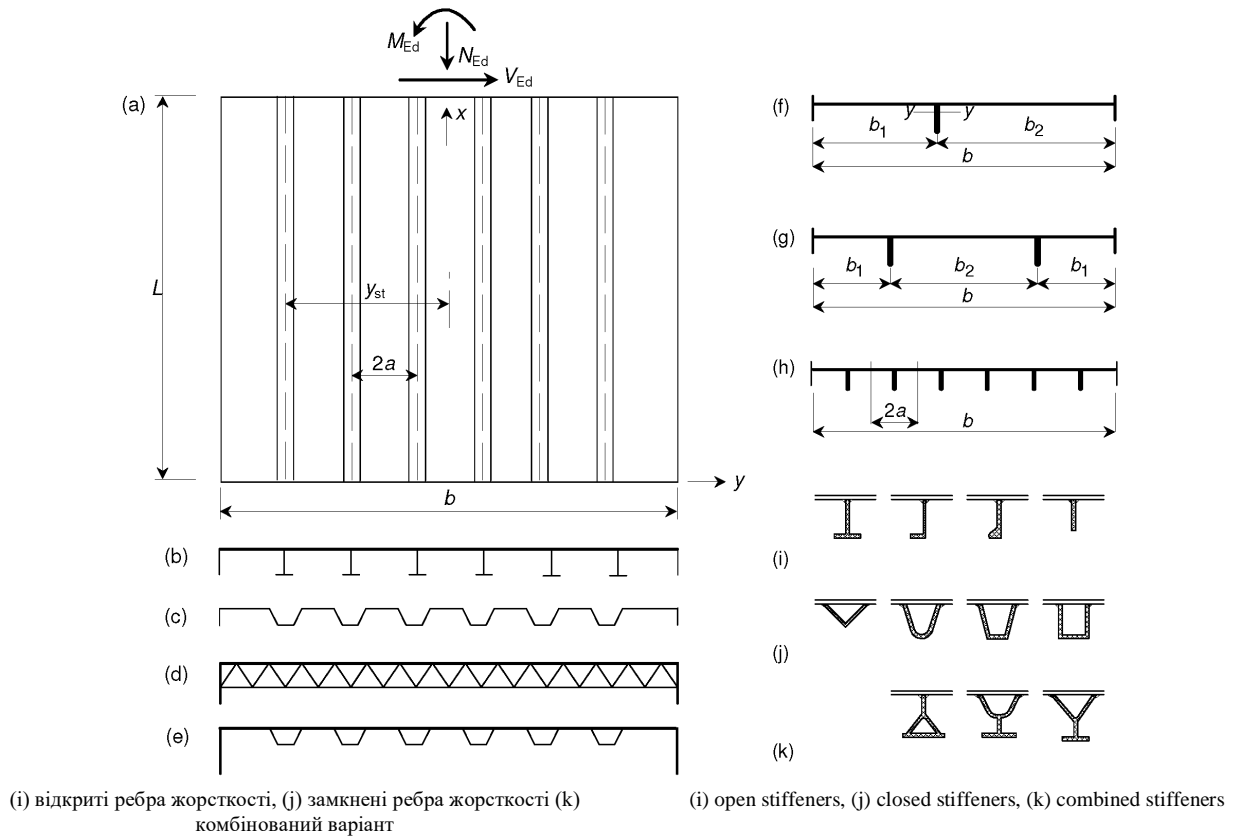 M_Ed
N_Ed
V_Ed
(a)
x
L
y_st
2a
y
b
(b)
(c)
(d)
(e)
(f)
y y
b_1 b_2
b
(g)
b_1 b_2 b_1
b
(h)
2a
b
(i)
(j)
(k)
(i) відкриті ребра жорсткості, (j) замкнені ребра жорсткості (k)
комбінований варіант
(i) open stiffeners, (j) closed stiffeners, (k) combined stiffeners